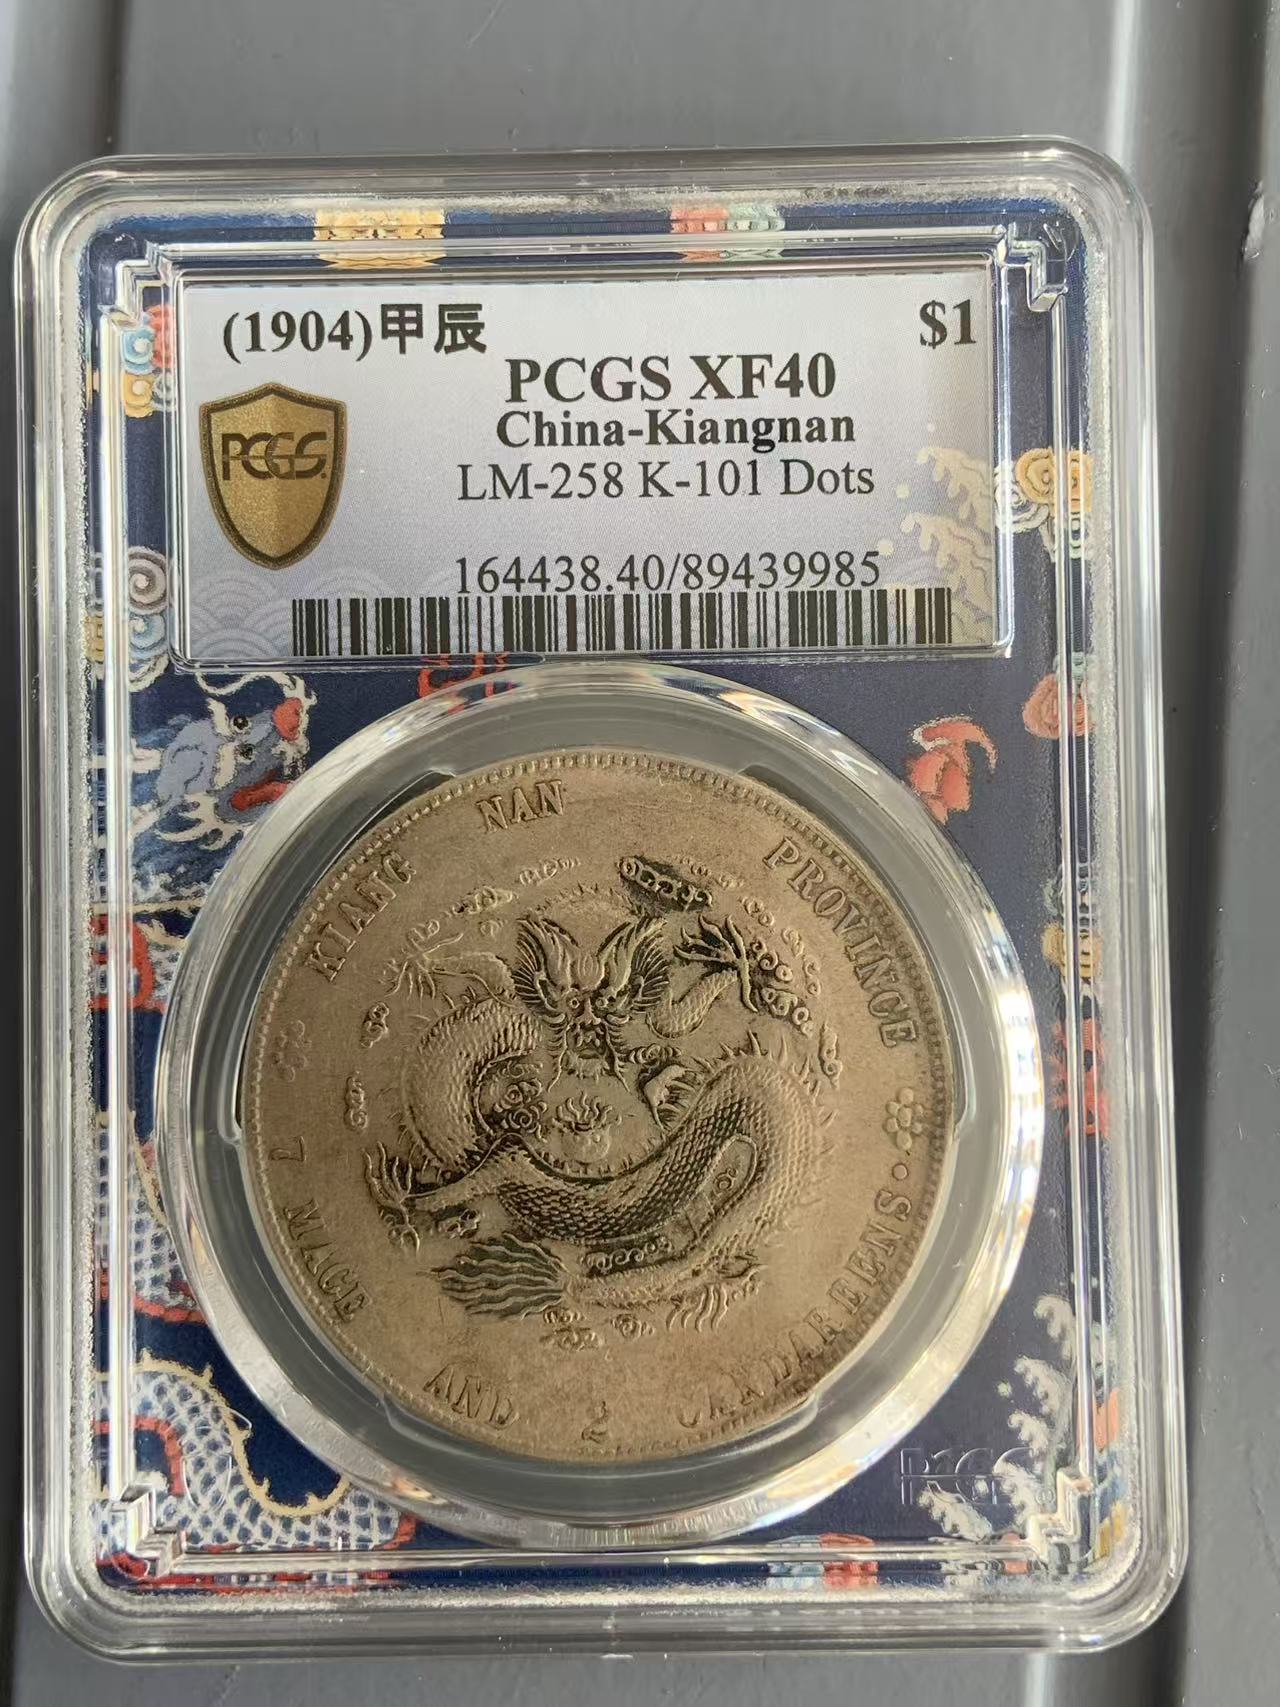 (1904)甲辰 $1
PCGS XF40
China-Kiangnan
PCGS
LM-258 K-101 Dots
164438.40/89439985
KIANG NAN PROVINCE
7 MACE AND 2 CANDAREENS.
PCGS